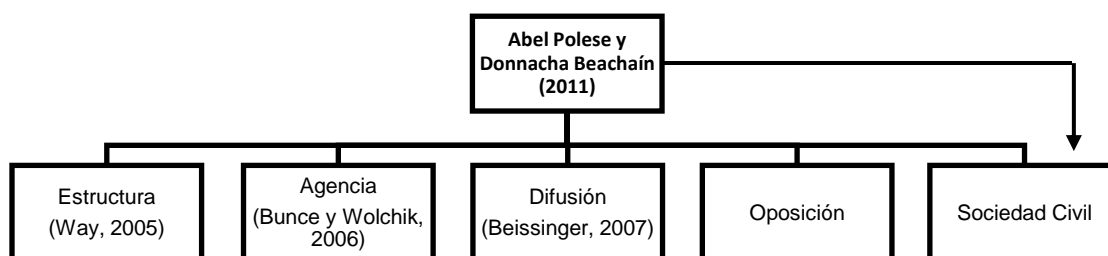 Abel Polese y
Donnacha Beachaín
(2011)
Estructura
(Way, 2005)
Agencia
(Bunce y Wolchik,
2006)
Difusión
(Beissinger, 2007)
Oposición
Sociedad Civil